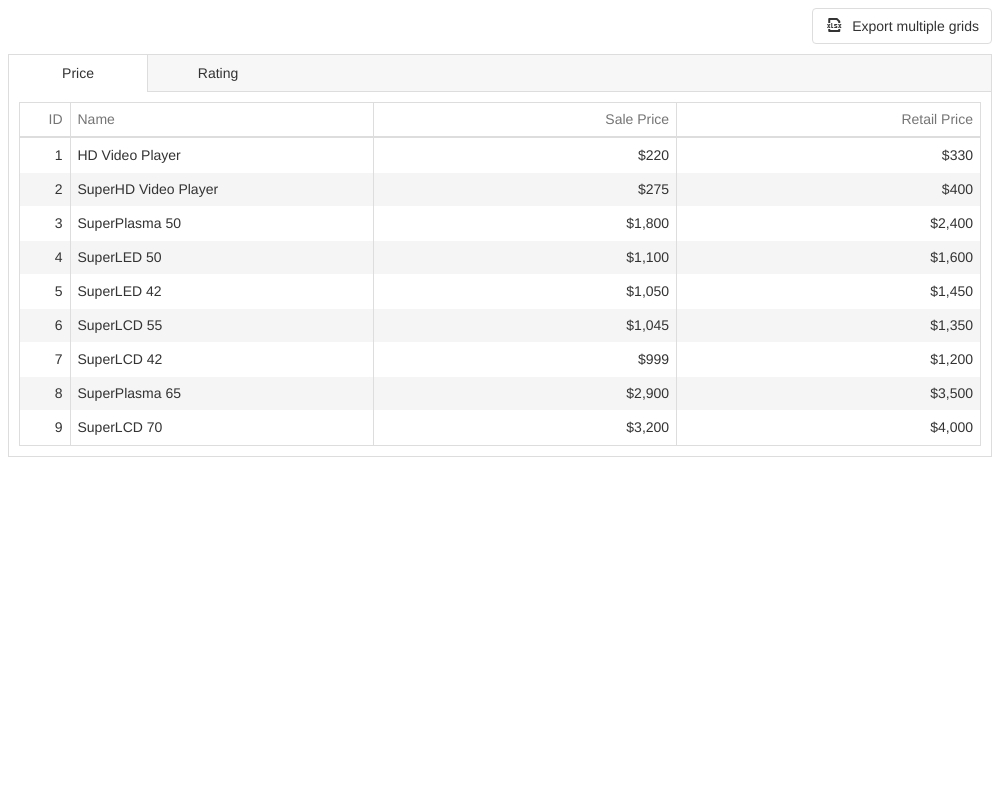 Export multiple grids
Price Rating
ID Name Sale Price Retail Price
1 HD Video Player $220 $330
2 SuperHD Video Player $275 $400
3 SuperPlasma 50 $1,800 $2,400
4 SuperLED 50 $1,100 $1,600
5 SuperLED 42 $1,050 $1,450
6 SuperLCD 55 $1,045 $1,350
7 SuperLCD 42 $999 $1,200
8 SuperPlasma 65 $2,900 $3,500
9 SuperLCD 70 $3,200 $4,000